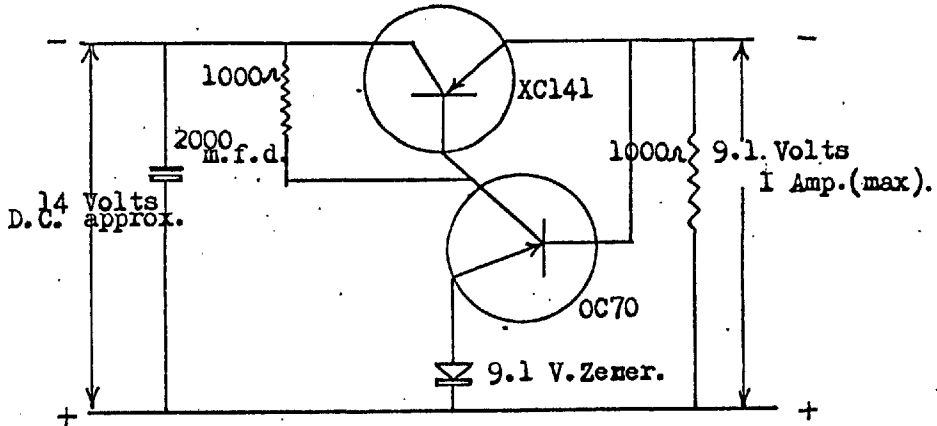 −
−
1000Ω
XC141
2000
m.f.d.
1000Ω
9.1. Volts
1 Amp.(max).
14 Volts
D.C. approx.
OC70
9.1 V.Zener.
+
+